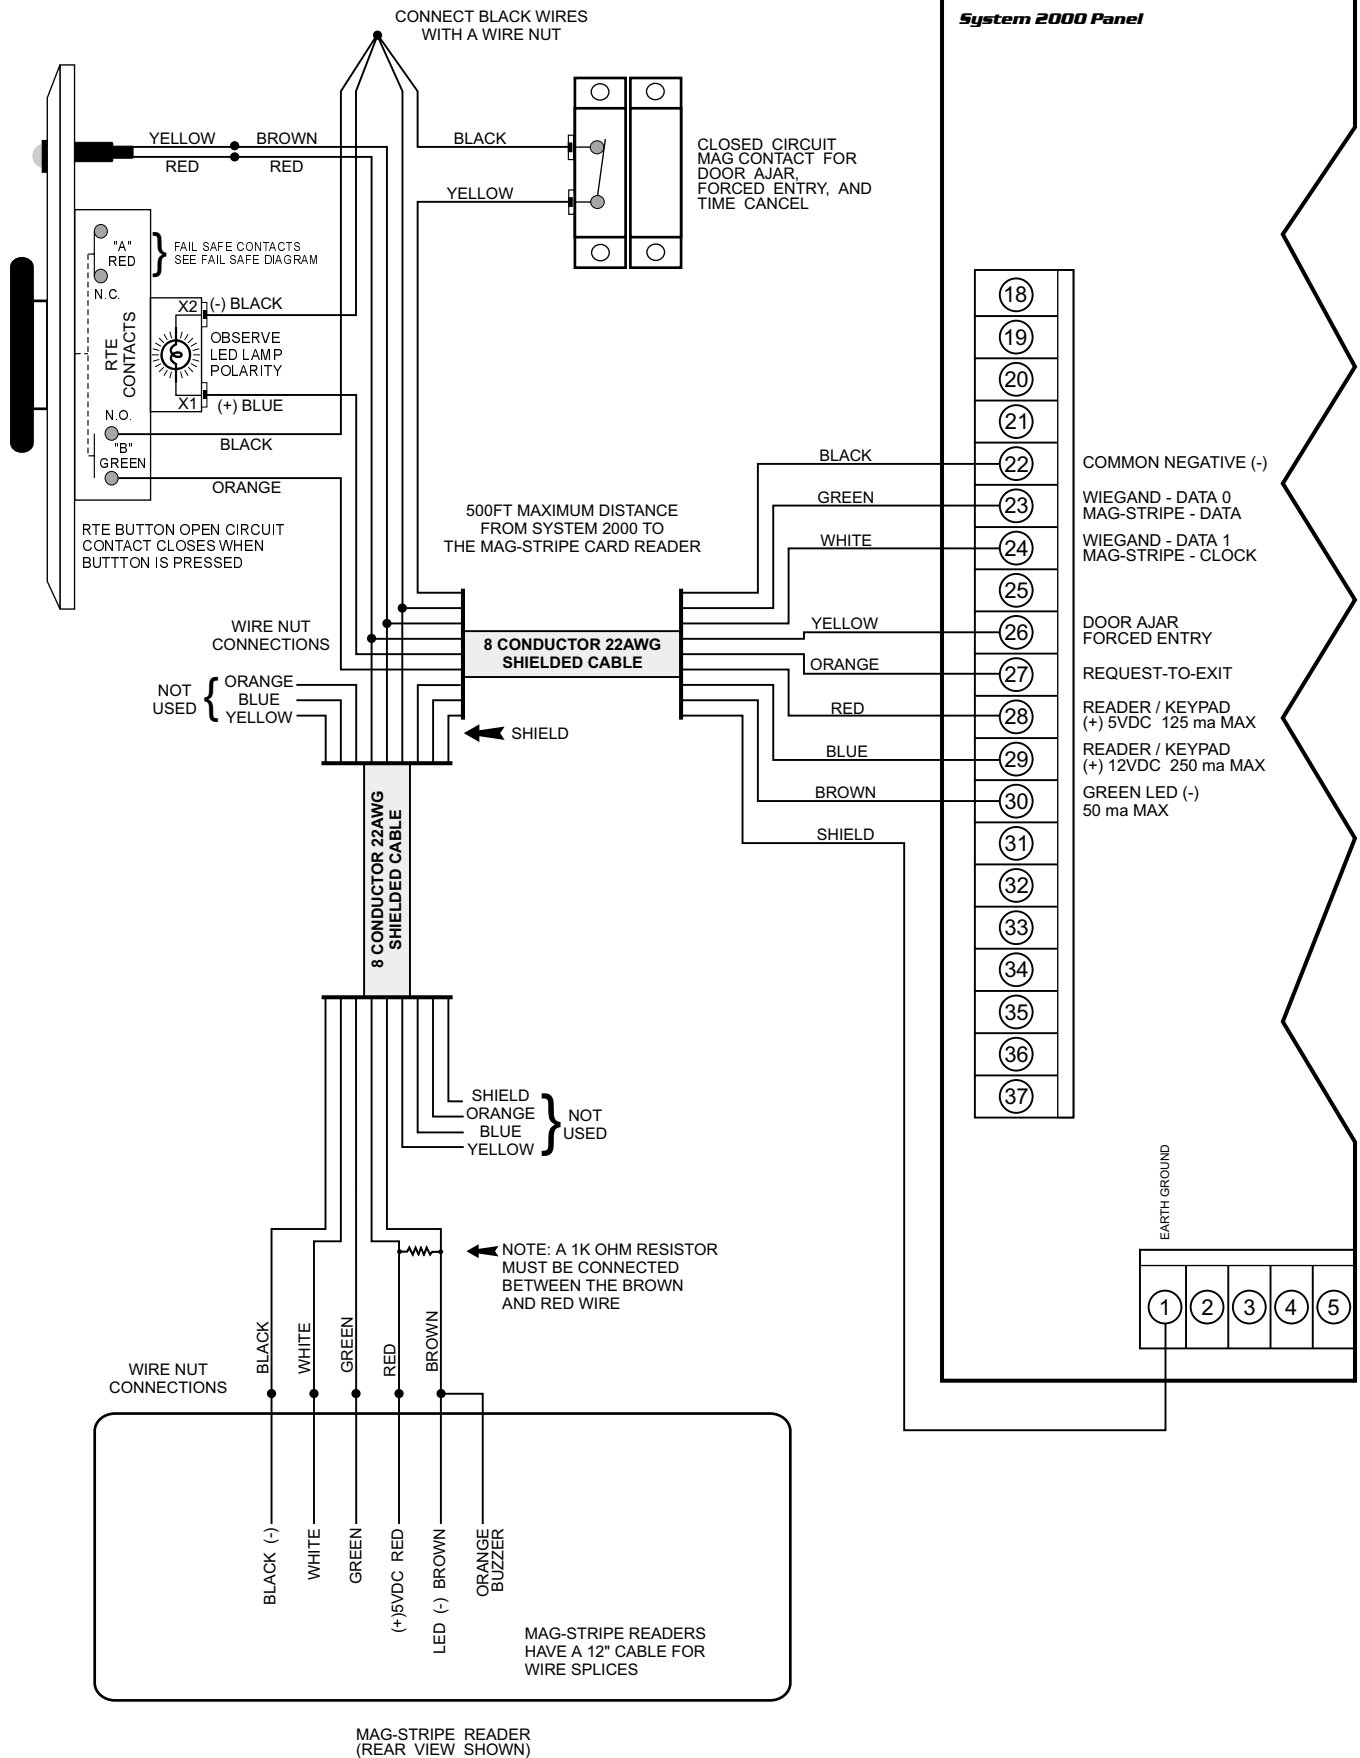 CONNECT BLACK WIRES
WITH A WIRE NUT
System 2000 Panel
YELLOW
BROWN
RED
RED
BLACK
YELLOW
CLOSED CIRCUIT
MAG CONTACT FOR
DOOR AJAR,
FORCED ENTRY, AND
TIME CANCEL
"A"
RED
FAIL SAFE CONTACTS
SEE FAIL SAFE DIAGRAM
N.C.
X2
(-) BLACK
RTE
CONTACTS
OBSERVE
LED LAMP
POLARITY
X1
(+) BLUE
N.O.
"B"
GREEN
BLACK
ORANGE
RTE BUTTON OPEN CIRCUIT
CONTACT CLOSES WHEN
BUTTTON IS PRESSED
500FT MAXIMUM DISTANCE
FROM SYSTEM 2000 TO
THE MAG-STRIPE CARD READER
18
19
20
21
BLACK
22
COMMON NEGATIVE (-)
GREEN
23
WIEGAND - DATA 0
MAG-STRIPE - DATA
WHITE
24
WIEGAND - DATA 1
MAG-STRIPE - CLOCK
25
YELLOW
26
DOOR AJAR
FORCED ENTRY
ORANGE
27
REQUEST-TO-EXIT
RED
28
READER / KEYPAD
(+) 5VDC 125 ma MAX
BLUE
29
READER / KEYPAD
(+) 12VDC 250 ma MAX
BROWN
30
GREEN LED (-)
50 ma MAX
SHIELD
31
32
33
34
35
36
37
WIRE NUT
CONNECTIONS
8 CONDUCTOR 22AWG
SHIELDED CABLE
NOT
USED
ORANGE
BLUE
YELLOW
SHIELD
8 CONDUCTOR 22AWG
SHIELDED CABLE
SHIELD
ORANGE
BLUE
YELLOW
NOT
USED
EARTH GROUND
1
2
3
4
5
NOTE: A 1K OHM RESISTOR
MUST BE CONNECTED
BETWEEN THE BROWN
AND RED WIRE
BLACK
WHITE
GREEN
RED
BROWN
WIRE NUT
CONNECTIONS
BLACK (-)
WHITE
GREEN
(+)5VDC RED
LED (-) BROWN
ORANGE
BUZZER
MAG-STRIPE READERS
HAVE A 12" CABLE FOR
WIRE SPLICES
MAG-STRIPE READER
(REAR VIEW SHOWN)